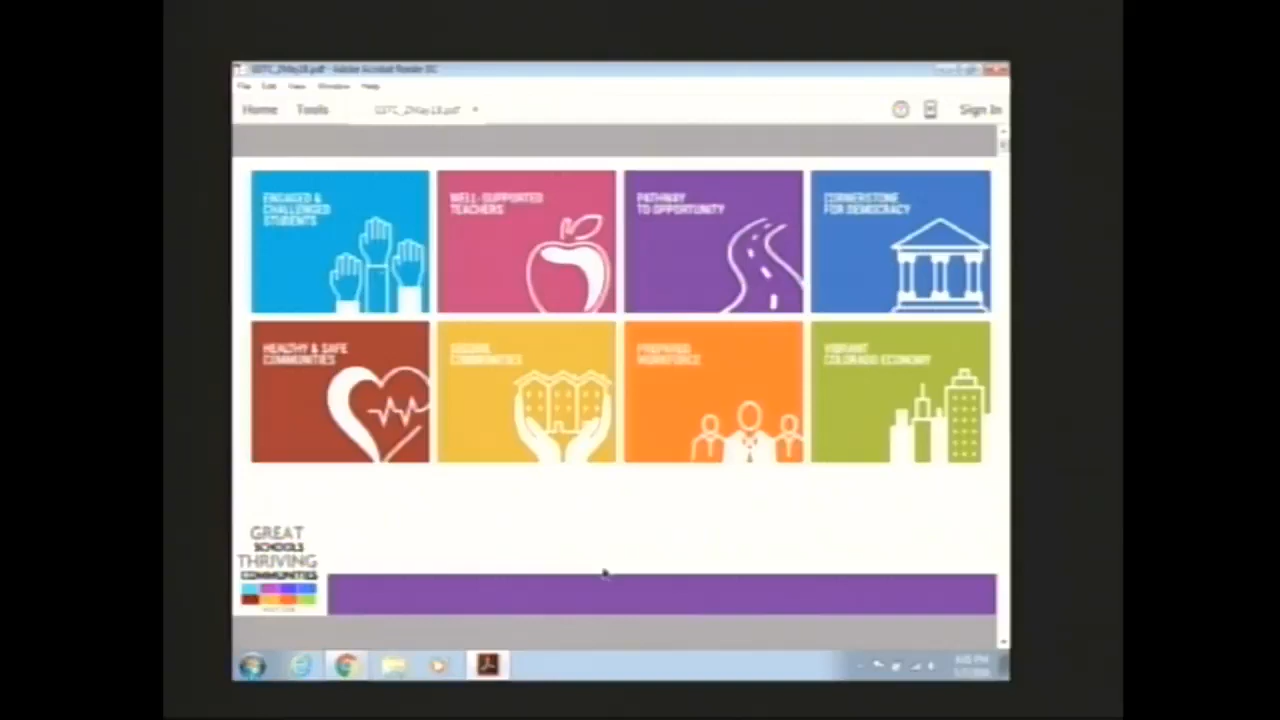 Home Tools
Sign In
ENGAGED &
CHALLENGED
STUDENTS
WELL-SUPPORTED
TEACHERS
PATHWAY
TO OPPORTUNITY
CORNERSTONE
FOR DEMOCRACY
HEALTHY & SAFE
COMMUNITIES
COMMUNITIES
PREPARED
WORKFORCE
VIBRANT
COLORADO ECONOMY
GREAT
SCHOOLS
THRIVING
COMMUNITIES